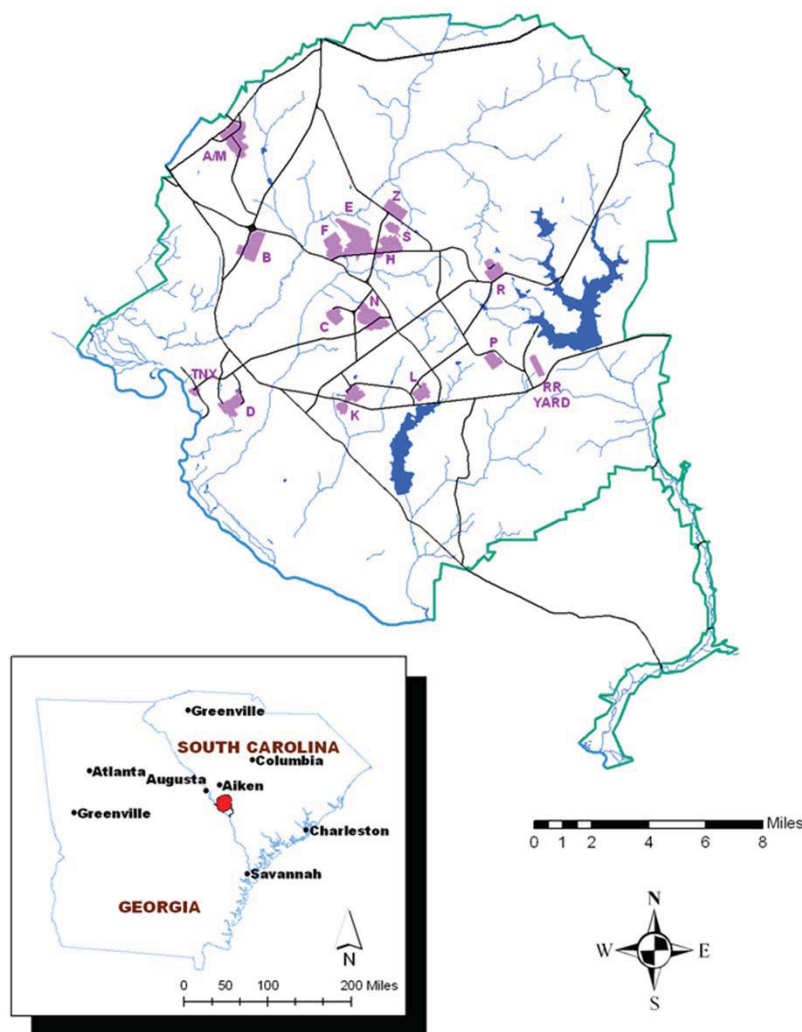 A/M
Z
E
F
S
B
H
R
N
C
P
TNX
L
RR
YARD
D
K
Greenville
SOUTH CAROLINA
Columbia
Atlanta
Augusta
Aiken
Greenville
Charleston
Savannah
GEORGIA
N
0 50 100 200 Miles
Miles
0 1 2 4 6 8
N
W E
S